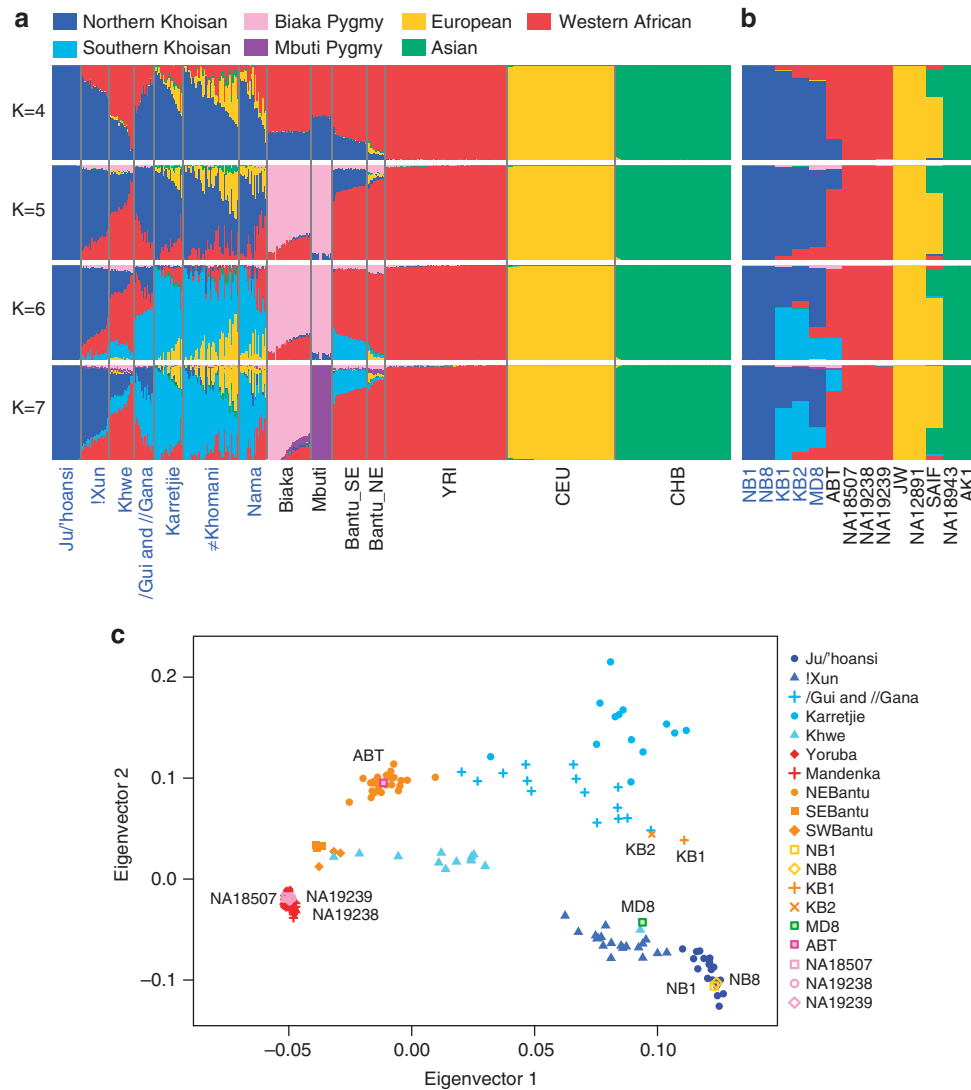 a
Northern Khoisan
Biaka Pygmy
European
Western African
Southern Khoisan
Mbuti Pygmy
Asian
b
K=4
K=5
K=6
K=7
Ju/'hoansi
!Xun
Khwe
/Gui and //Gana
Karretjie
≠Khomani
Nama
Biaka
Mbuti
Bantu_SE
Bantu_NE
YRI
CEU
CHB
NB1
NB8
KB1
KB2
MD8
ABT
NA18507
NA19238
NA19239
JW
NA12891
SAIF
NA18943
AK1
c
Eigenvector 2
0.2
0.1
0.0
−0.1
−0.05
0.00
0.05
0.10
Eigenvector 1
ABT
KB2
KB1
NA18507
NA19239
NA19238
MD8
NB1
NB8
Ju/'hoansi
!Xun
/Gui and //Gana
Karretjie
Khwe
Yoruba
Mandenka
NEBantu
SEBantu
SWBantu
NB1
NB8
KB1
KB2
MD8
ABT
NA18507
NA19238
NA19239